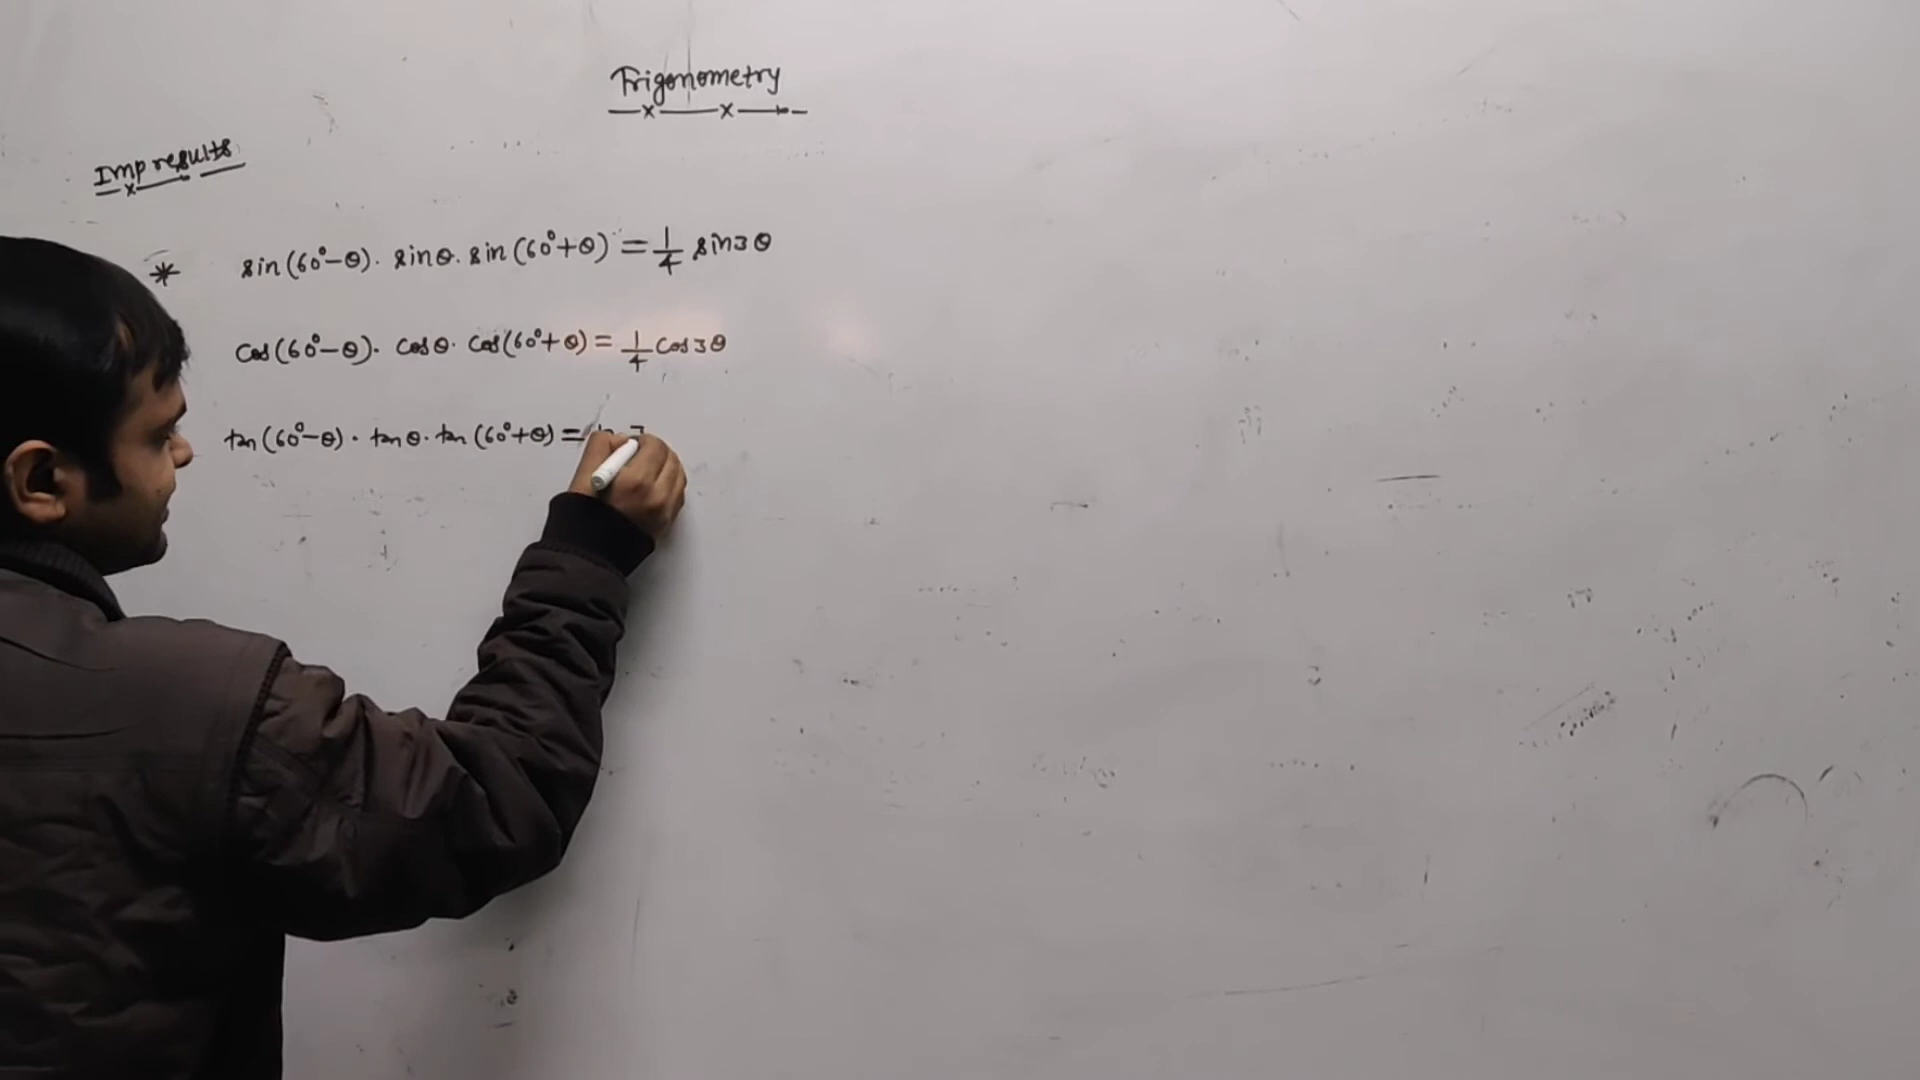 Trigonometry
Imp results
* sin(60°-θ). sinθ. sin(60°+θ) = 1/4 sin3θ
cos(60°-θ). cosθ. cos(60°+θ) = 1/4 cos3θ
tan(60°-θ). tanθ. tan(60°+θ) =